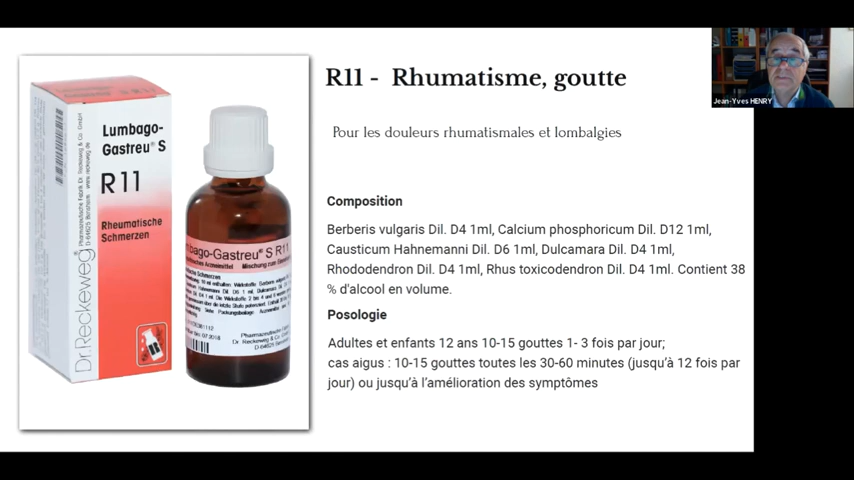 R11 - Rhumatisme, goutte
Jean-Yves HENRY
Pour les douleurs rhumatismales et lombalgies
Lumbago-
Gastreu® S
R11
Rheumatische
Schmerzen
Dr.Reckeweg®
mbago-Gastreu® S R11
Composition
Berberis vulgaris Dil. D4 1ml, Calcium phosphoricum Dil. D12 1ml,
Causticum Hahnemanni Dil. D6 1ml, Dulcamara Dil. D4 1ml,
Rhododendron Dil. D4 1ml, Rhus toxicodendron Dil. D4 1ml. Contient 38
% d'alcool en volume.
Posologie
Adultes et enfants 12 ans 10-15 gouttes 1- 3 fois par jour;
cas aigus : 10-15 gouttes toutes les 30-60 minutes (jusqu'à 12 fois par
jour) ou jusqu'à l'amélioration des symptômes